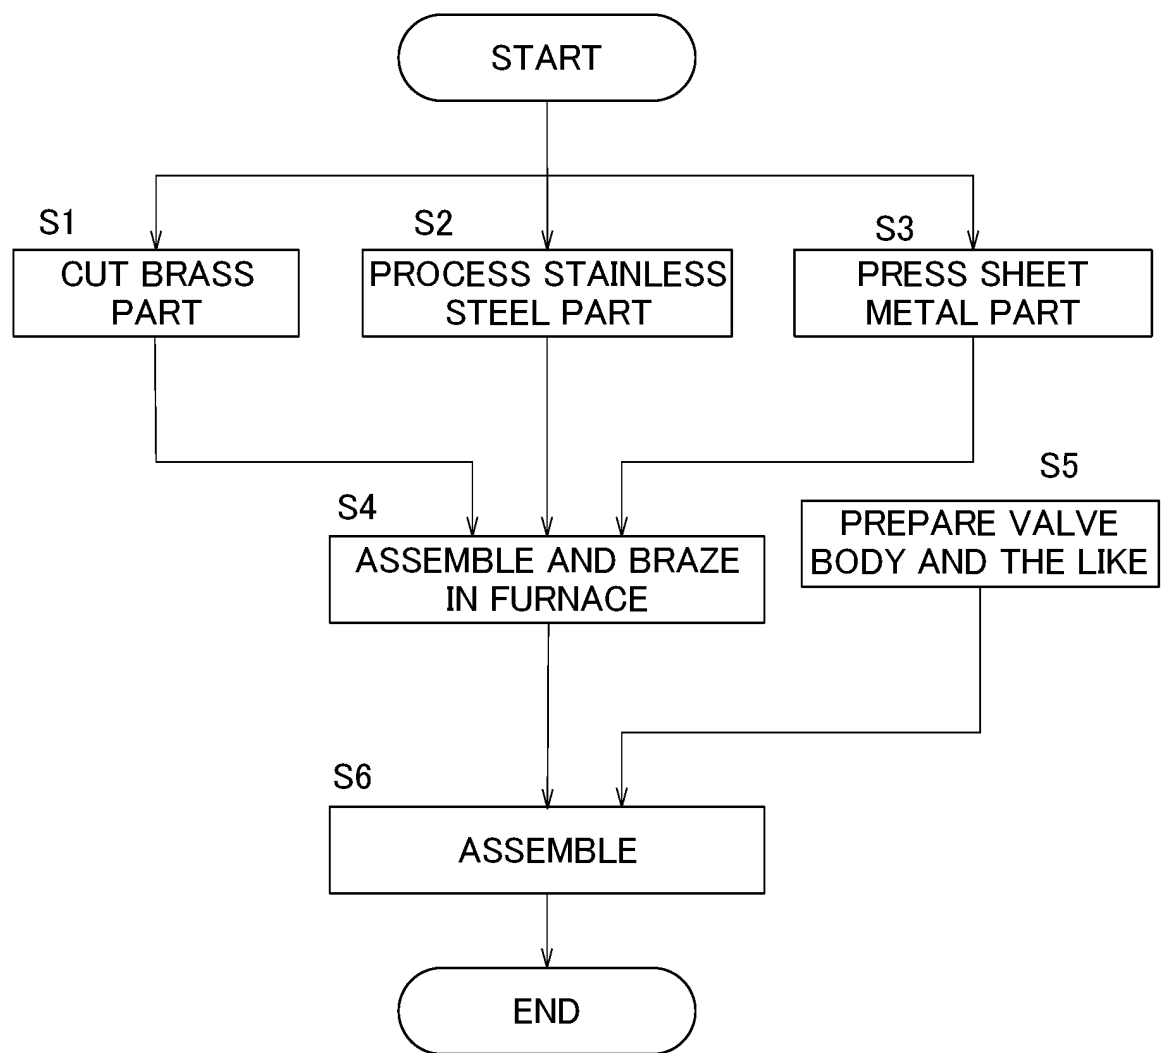 START
S1
CUT BRASS
PART
S2
PROCESS STAINLESS
STEEL PART
S3
PRESS SHEET
METAL PART
S4
ASSEMBLE AND BRAZE
IN FURNACE
S5
PREPARE VALVE
BODY AND THE LIKE
S6
ASSEMBLE
END